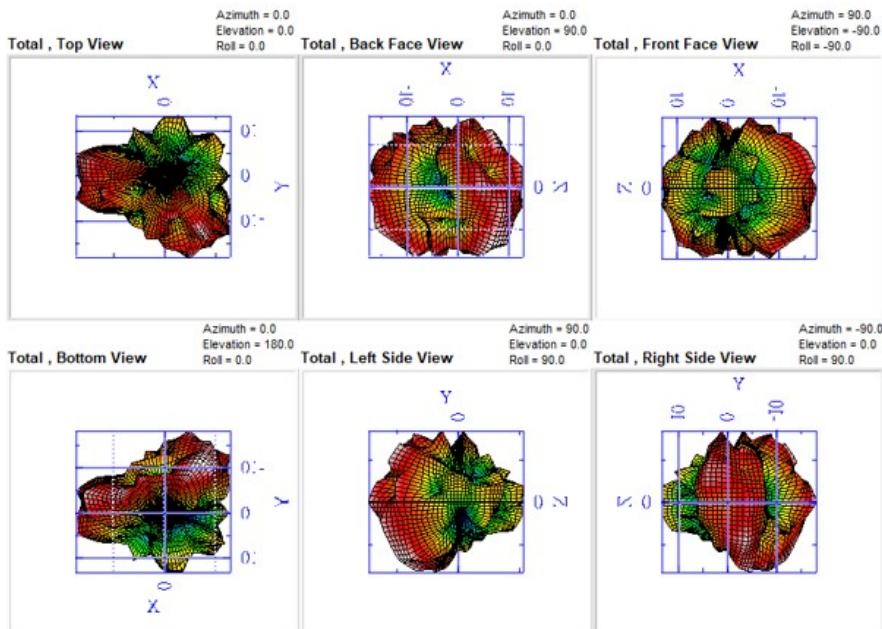 Azimuth = 0.0
Elevation = 0.0
Total , Top View Roll = 0.0
Azimuth = 0.0
Elevation = 90.0
Total , Back Face View Roll = 0.0
Azimuth = 90.0
Elevation = -90.0
Total , Front Face View Roll = -90.0
X
0
0
Y
X
-10 0 10
0 Z
X
10 0 -10
Z 0
Azimuth = 0.0
Elevation = 180.0
Total , Bottom View Roll = 0.0
Azimuth = 90.0
Elevation = 0.0
Total , Left Side View Roll = 90.0
Azimuth = -90.0
Elevation = 0.0
Total , Right Side View Roll = 90.0
0
Y
0
X
Y
0
0 Z
Y
10 0 -10
Z 0